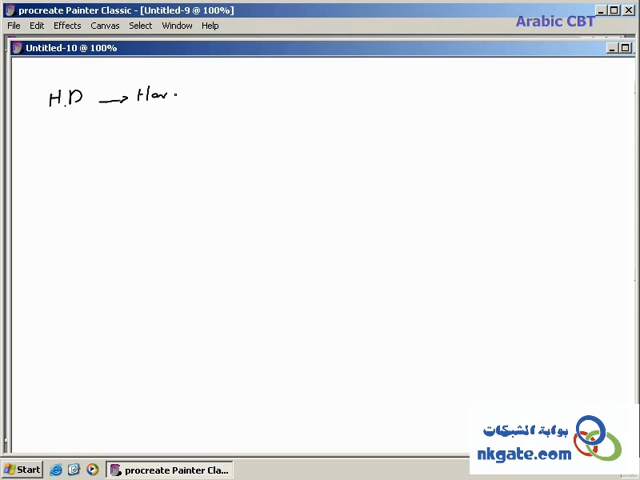 procreate Painter Classic - [Untitled-9 @ 100%]
Arabic CBT
File Edit Effects Canvas Select Window Help
Untitled-10 @ 100%
H.D → Har
بوابة الشبكات
nkgate.com
Start procreate Painter Cla...